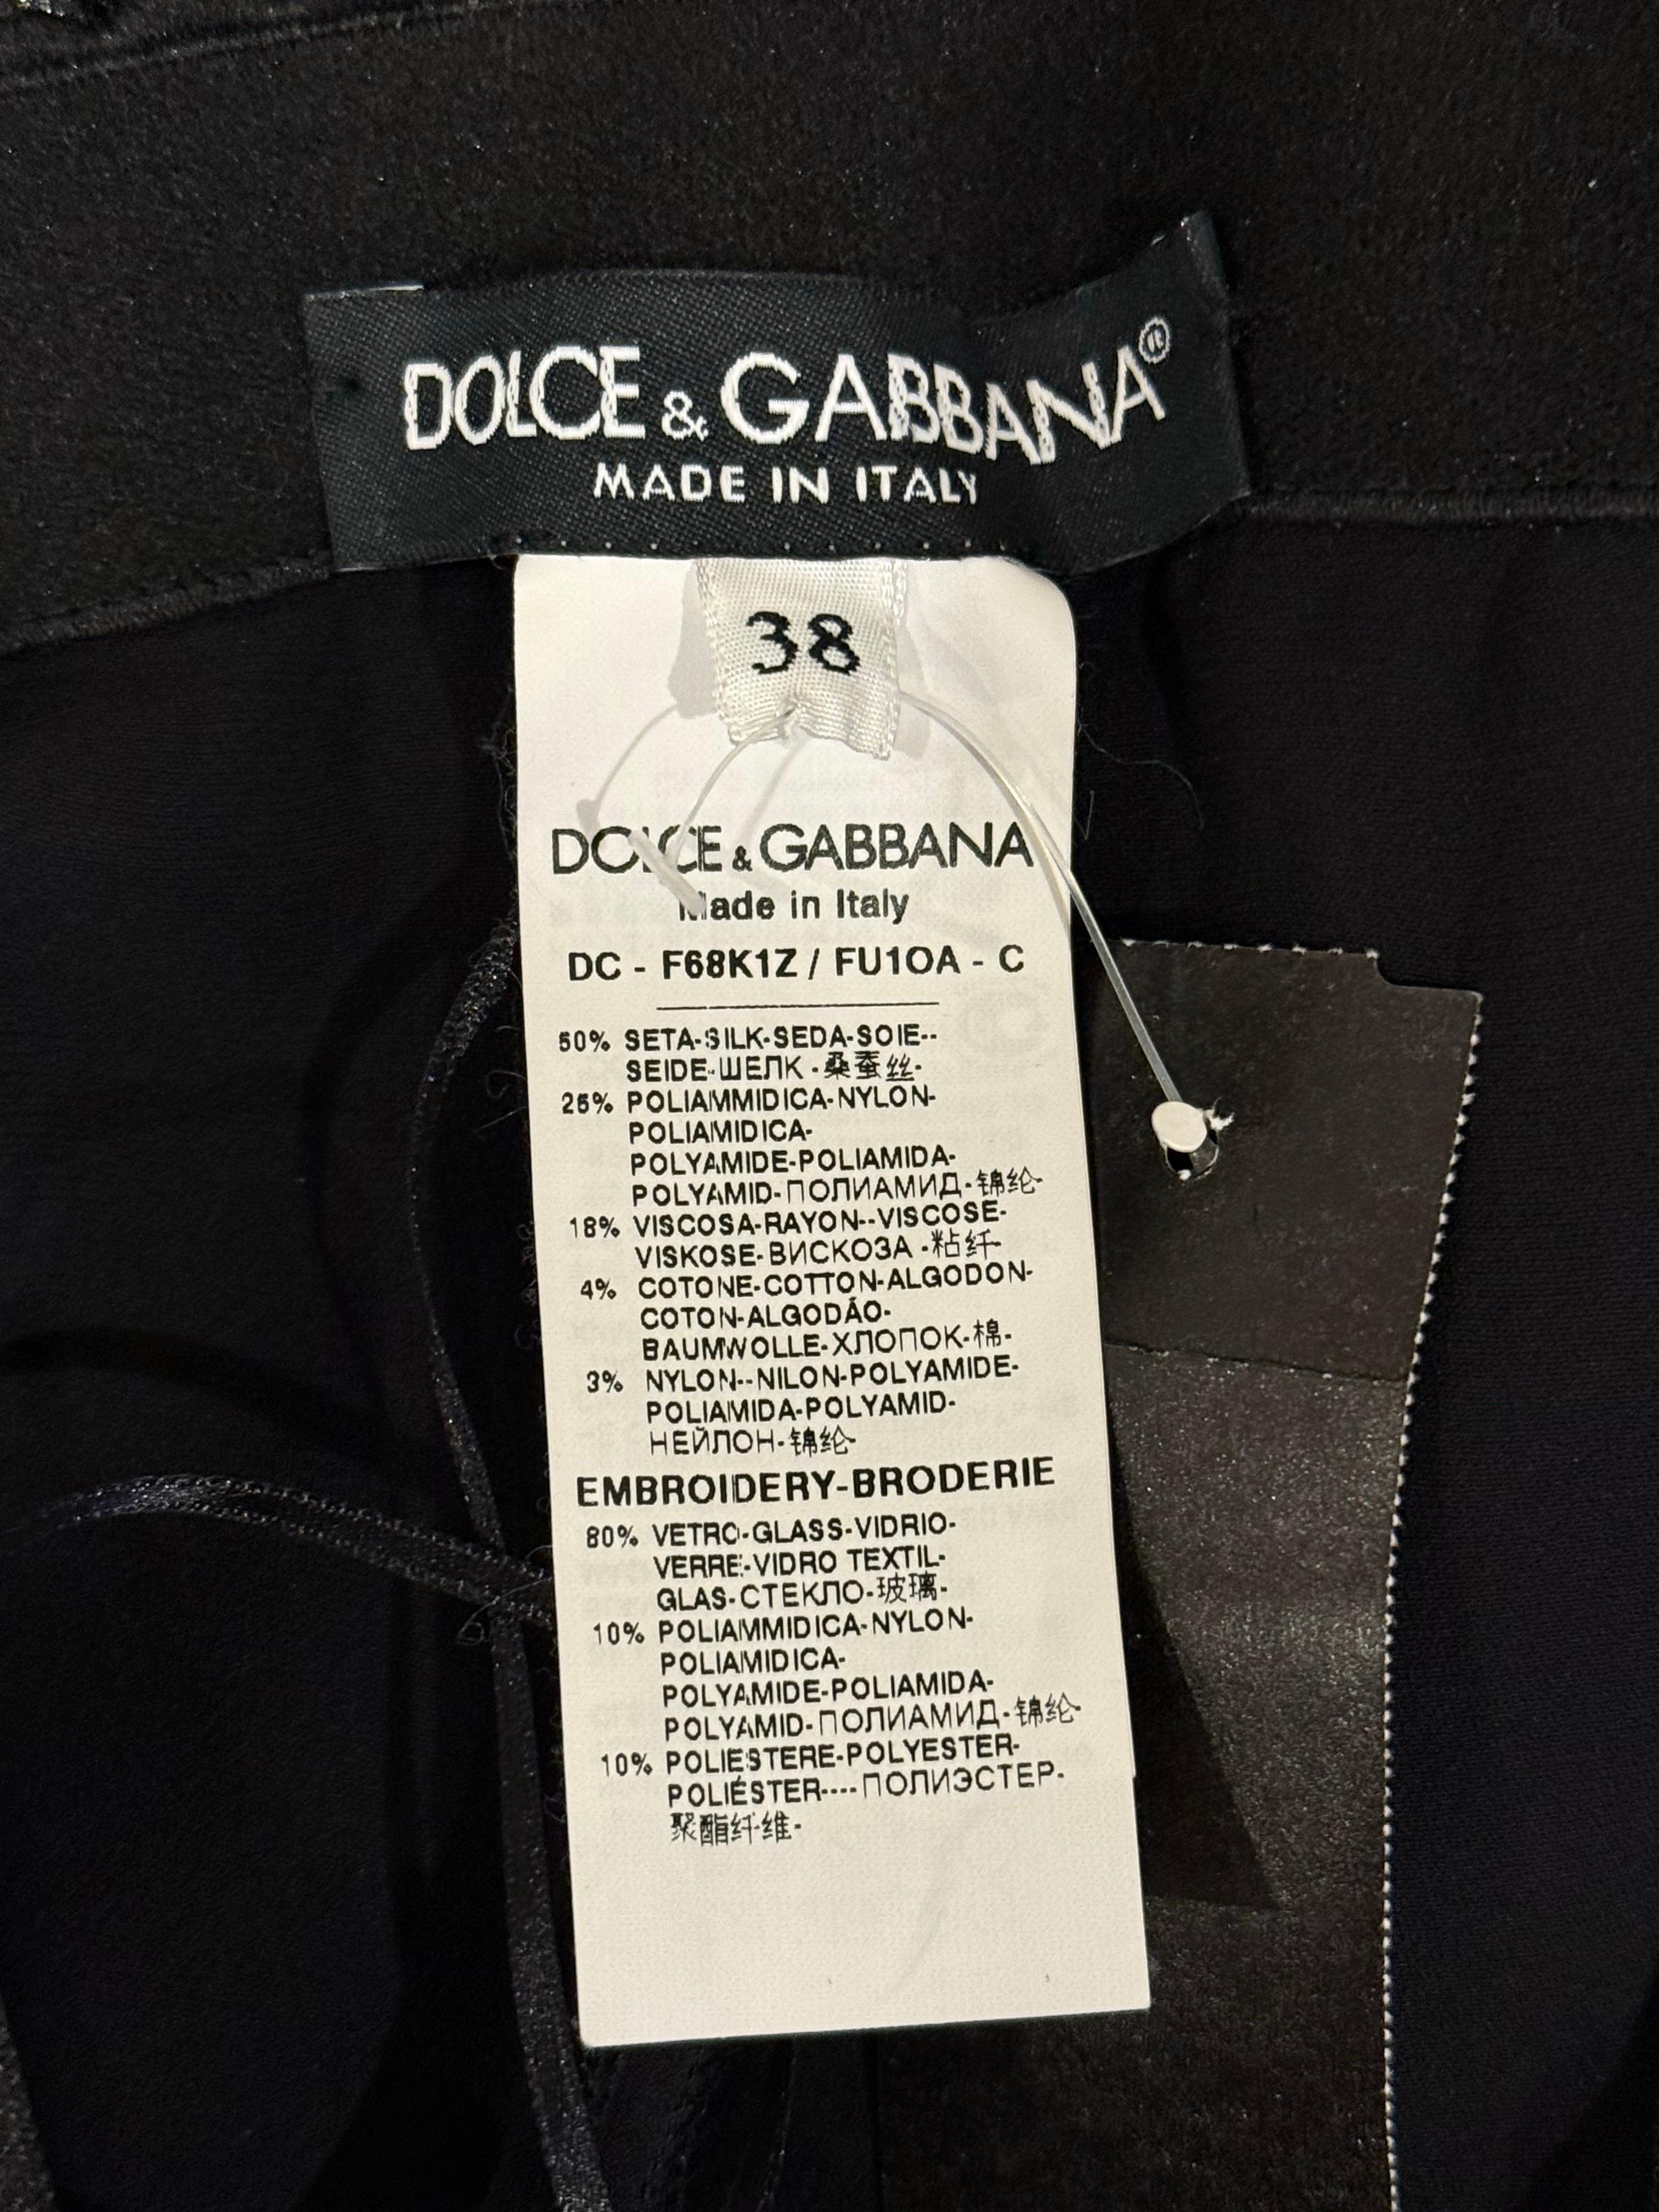 DOLCE & GABBANA®
MADE IN ITALY
38
DOLCE & GABBANA
Made in Italy
DC - F68K1Z / FU1OA - C
50% SETA-SILK-SEDA-SOIE--
SEIDE-ШЕЛК -桑蚕丝-
25% POLIAMMIDICA-NYLON-
POLIAMIDICA-
POLYAMIDE-POLIAMIDA-
POLYAMID-ПОЛИАМИД-锦纶-
18% VISCOSA-RAYON--VISCOSE-
VISKOSE-ВИСКОЗА -粘纤-
4% COTONE-COTTON-ALGODON-
COTON-ALGODÁO-
BAUMWOLLE-ХЛОПОК-棉-
3% NYLON--NILON-POLYAMIDE-
POLIAMIDA-POLYAMID-
НЕЙЛОН-锦纶-
EMBROIDERY-BRODERIE
80% VETRO-GLASS-VIDRIO-
VERRE-VIDRO TEXTIL-
GLAS-СТЕКЛО-玻璃-
10% POLIAMMIDICA-NYLON-
POLIAMIDICA-
POLYAMIDE-POLIAMIDA-
POLYAMID-ПОЛИАМИД-锦纶-
10% POLIESTERE-POLYESTER-
POLIÉSTER----ПОЛИЭСТЕР-
聚酯纤维-